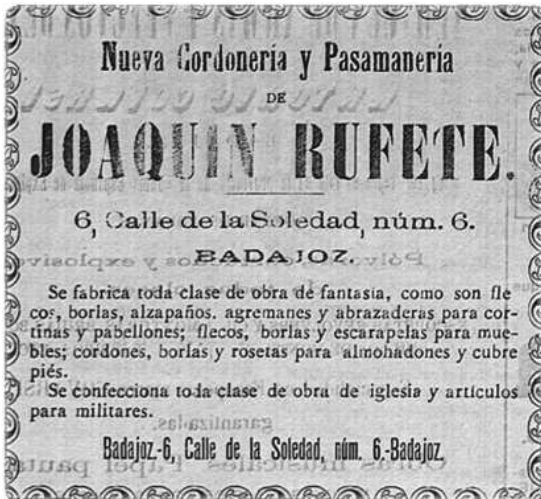 Nueva Cordonería y Pasamanería
DE
JOAQUIN RUFETE.
6, Calle de la Soledad, núm. 6.
BADAJOZ.
Se fabrica toda clase de obra de fantasía, como son fle
cos, borlas, alzapaños. agremanes y abrazaderas para cor-
tinas y pabellones; flecos, borlas y escarapelas para mue-
bles; cordones, borlas y rosetas para almohadones y cubre
piés.
Se confecciona toda clase de obra de iglesia y artículos
para militares.
Badajoz.-6, Calle de la Soledad, núm. 6.-Badajoz.